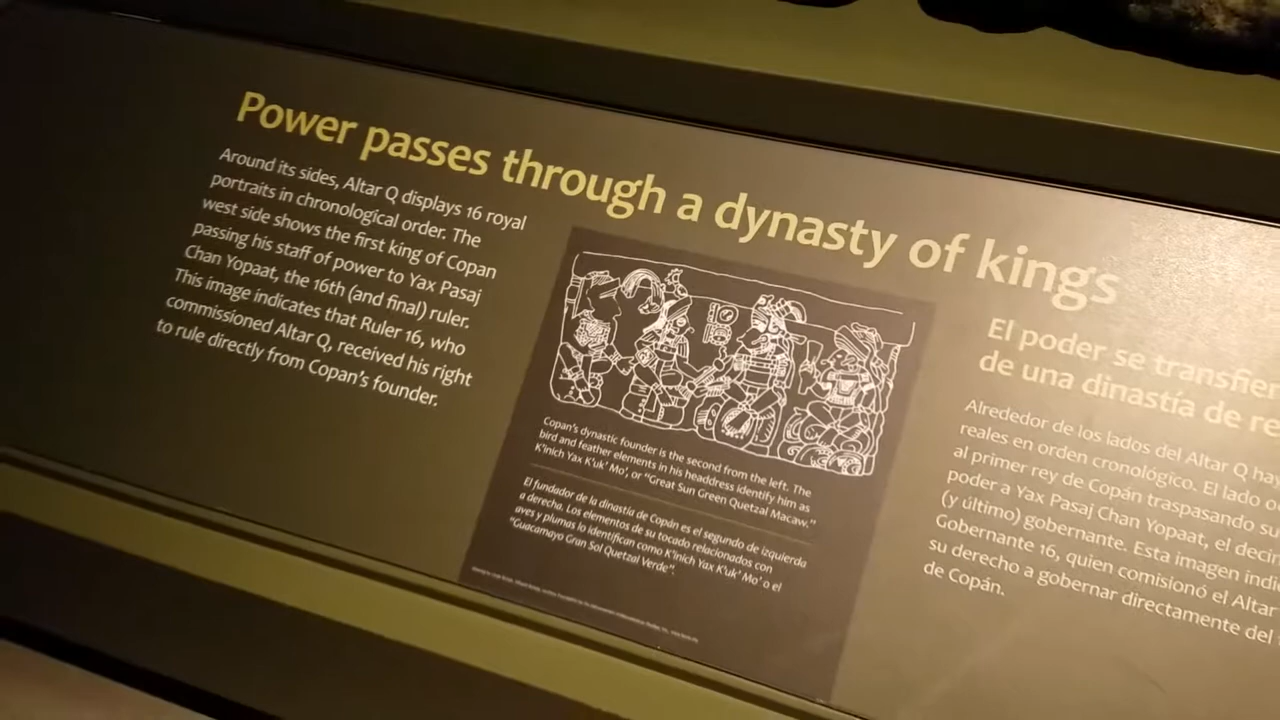 Power passes through a dynasty of kings
Around its sides, Altar Q displays 16 royal
portraits in chronological order. The
west side shows the first king of Copan
passing his staff of power to Yax Pasaj
Chan Yopaat, the 16th (and final) ruler.
This image indicates that Ruler 16, who
commissioned Altar Q, received his right
to rule directly from Copan's founder.
Copan's dynastic founder is the second from the left. The
bird and feather elements in his headdress identify him as
K'inich Yax K'uk' Mo', or "Great Sun Green Quetzal Macaw."
El fundador de la dinastía de Copán es el segundo de izquierda
a derecha. Los elementos de su tocado relacionados con
aves y plumas lo identifican como K'inich Yax K'uk' Mo' o el
"Guacamayo Gran Sol Quetzal Verde".
El poder se transfier
de una dinastía de re
Alrededor de los lados del Altar Q ha
reales en orden cronológico. El lado o
al primer rey de Copán traspasando su
poder a Yax Pasaj Chan Yopaat, el decin
(y último) gobernante. Esta imagen indi
Gobernante 16, quien comisionó el Altar
su derecho a gobernar directamente del
de Copán.